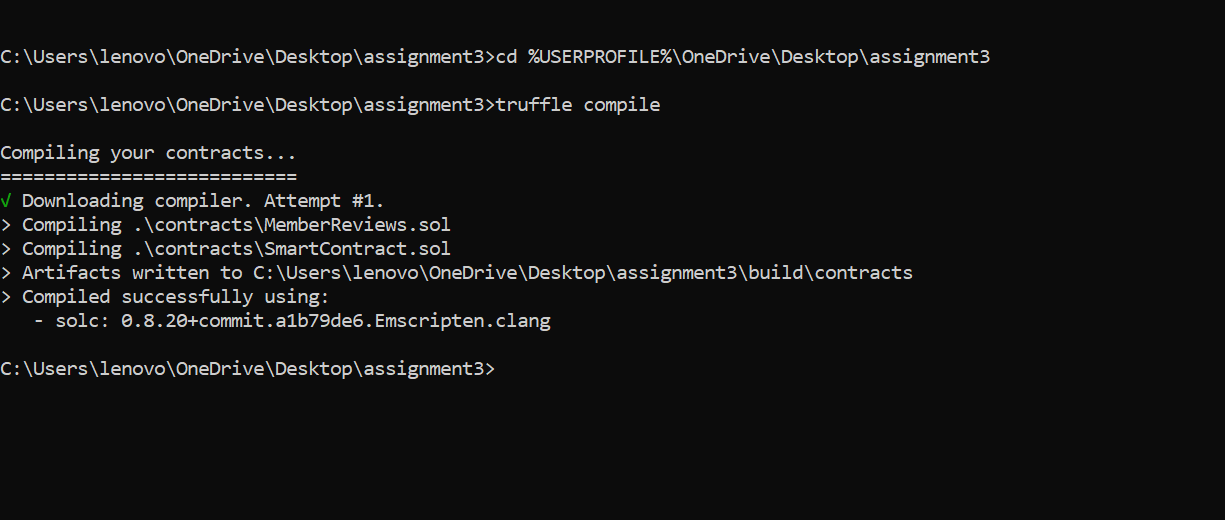 C:\Users\lenovo\OneDrive\Desktop\assignment3>cd %USERPROFILE%\OneDrive\Desktop\assignment3
C:\Users\lenovo\OneDrive\Desktop\assignment3>truffle compile
Compiling your contracts...
===========================
√ Downloading compiler. Attempt #1.
> Compiling .\contracts\MemberReviews.sol
> Compiling .\contracts\SmartContract.sol
> Artifacts written to C:\Users\lenovo\OneDrive\Desktop\assignment3\build\contracts
> Compiled successfully using:
   - solc: 0.8.20+commit.a1b79de6.Emscripten.clang
C:\Users\lenovo\OneDrive\Desktop\assignment3>